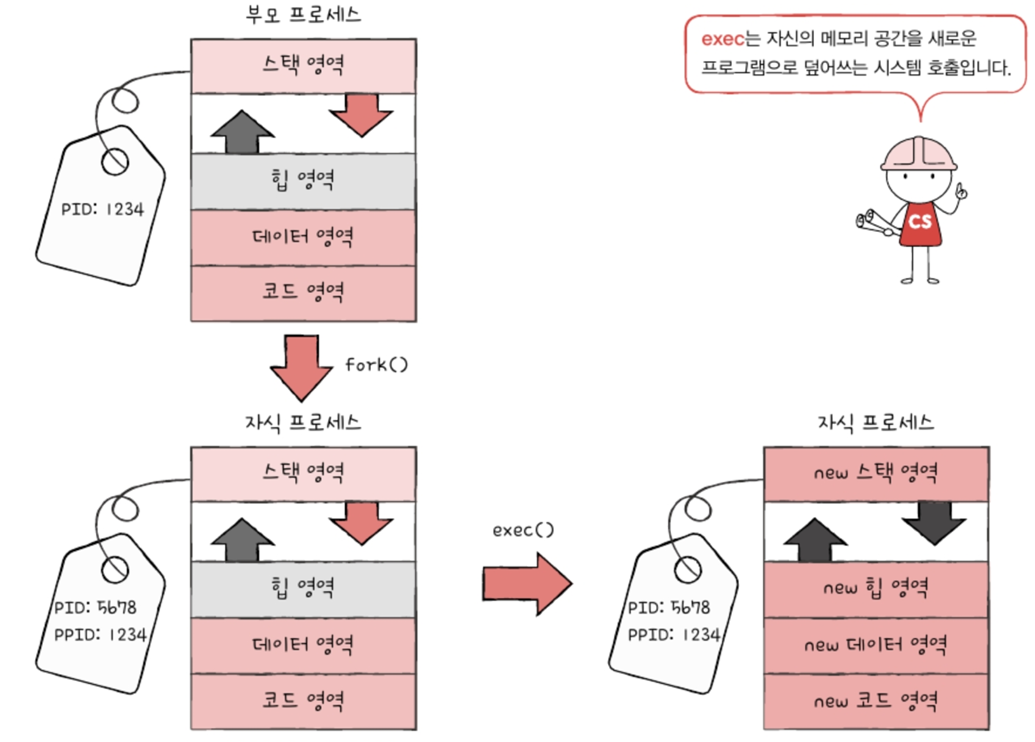 부모 프로세스
스택 영역
힙 영역
데이터 영역
코드 영역
PID: 1234
exec는 자신의 메모리 공간을 새로운
프로그램으로 덮어쓰는 시스템 호출입니다.
CS
fork()
자식 프로세스
스택 영역
힙 영역
데이터 영역
코드 영역
PID: 5678
PPID: 1234
exec()
자식 프로세스
new 스택 영역
new 힙 영역
new 데이터 영역
new 코드 영역
PID: 5678
PPID: 1234